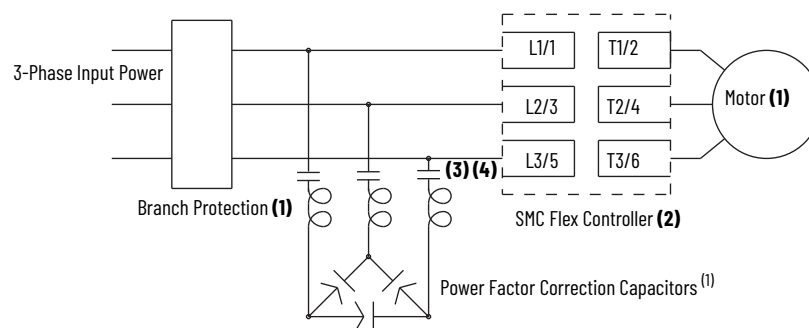 3-Phase Input Power
L1/1
T1/2
L2/3
T2/4
Motor (1)
L3/5
T3/6
(3) (4)
Branch Protection (1)
SMC Flex Controller (2)
Power Factor Correction Capacitors (1)